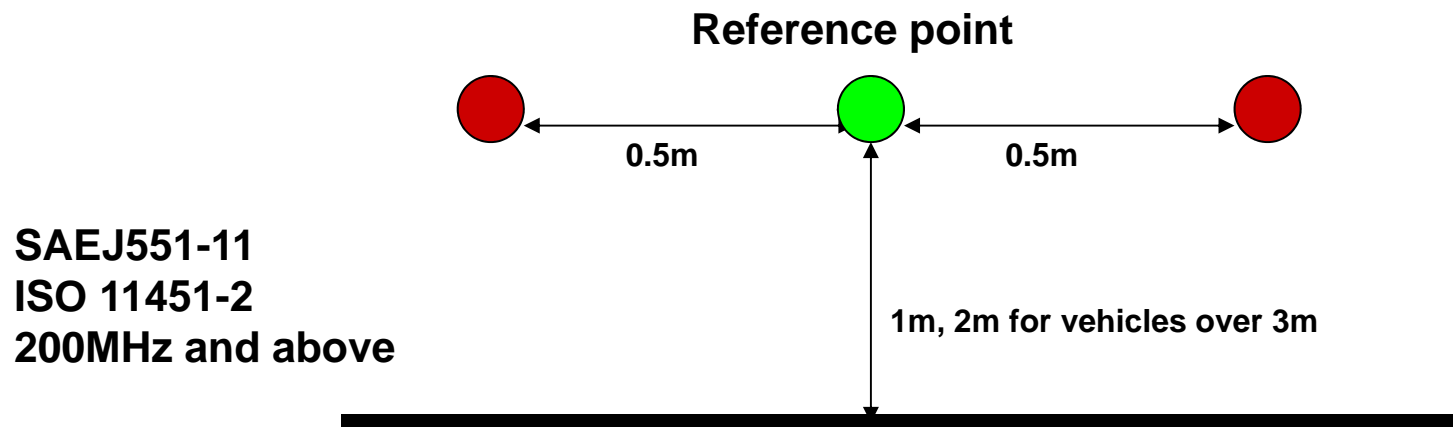 Reference point
0.5m
0.5m
SAEJ551-11
ISO 11451-2
200MHz and above
1m, 2m for vehicles over 3m